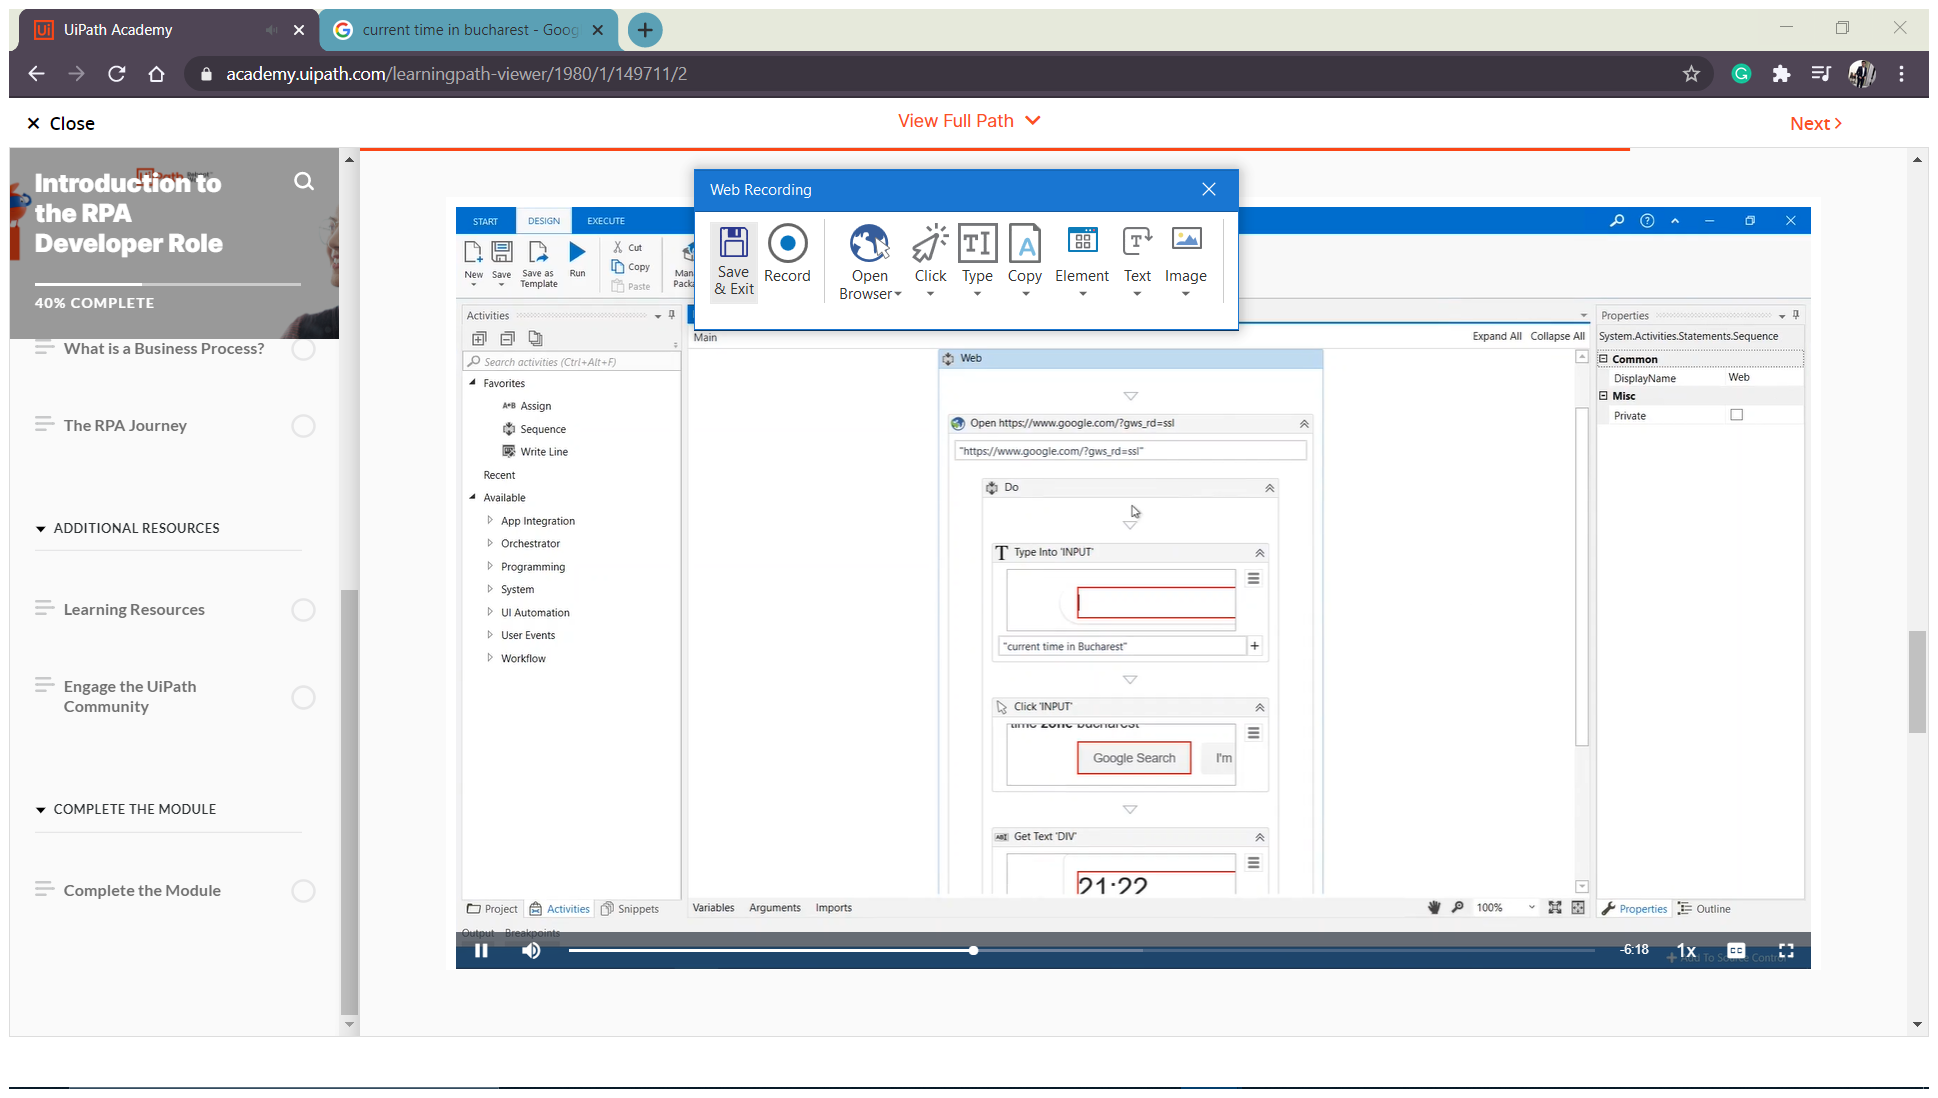 UiPath Academy
current time in bucharest - Goog
academy.uipath.com/learningpath-viewer/1980/1/149711/2
Close
View Full Path
Next
Introduction to
the RPA
Developer Role
40% COMPLETE
What is a Business Process?
The RPA Journey
ADDITIONAL RESOURCES
Learning Resources
Engage the UiPath
Community
COMPLETE THE MODULE
Complete the Module
Web Recording
Save
& Exit
Record
Open
Browser
Click
Type
Copy
Element
Text
Image
START
DESIGN
EXECUTE
New
Save
Save as
Template
Run
Cut
Copy
Paste
Activities
Search activities (Ctrl+Alt+F)
Favorites
A+B Assign
Sequence
Write Line
Recent
Available
App Integration
Orchestrator
Programming
System
UI Automation
User Events
Workflow
Project
Activities
Snippets
Output
Breakpoints
Main
Expand All
Collapse All
Web
Open https://www.google.com/?gws_rd=ssl
"https://www.google.com/?gws_rd=ssl"
Do
Type Into 'INPUT'
"current time in Bucharest"
Click 'INPUT'
time zone bucharest
Google Search
I'm
Get Text 'DIV'
21:22
Variables
Arguments
Imports
100%
Properties
System.Activities.Statements.Sequence
Common
DisplayName
Web
Misc
Private
Properties
Outline
-6:18
1x
CC
Add To Source Control